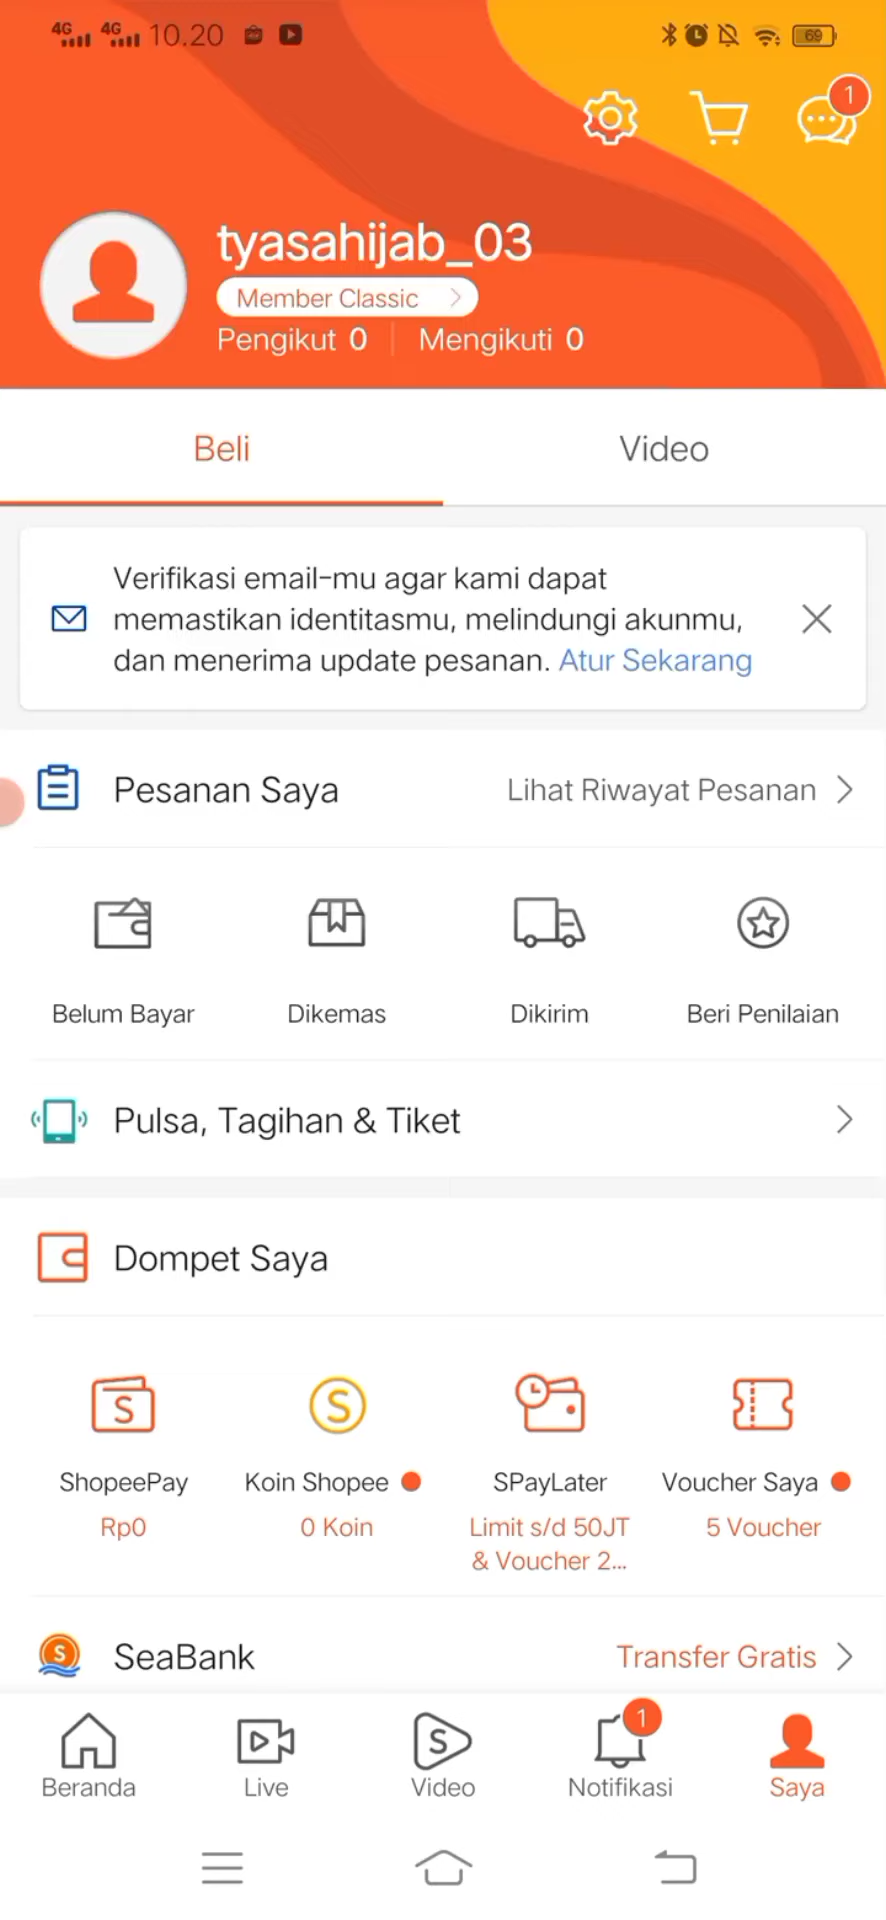 4G 4G 10.20
69
1
tyasahijab_03
Member Classic
Pengikut 0 Mengikuti 0
Beli Video
Verifikasi email-mu agar kami dapat
memastikan identitasmu, melindungi akunmu,
dan menerima update pesanan. Atur Sekarang
Pesanan Saya Lihat Riwayat Pesanan
Belum Bayar Dikemas Dikirim Beri Penilaian
Pulsa, Tagihan & Tiket
Dompet Saya
S S
ShopeePay Koin Shopee SPayLater Voucher Saya
Rp0 0 Koin Limit s/d 50JT 5 Voucher
& Voucher 2...
S SeaBank Transfer Gratis
S 1
Beranda Live Video Notifikasi Saya